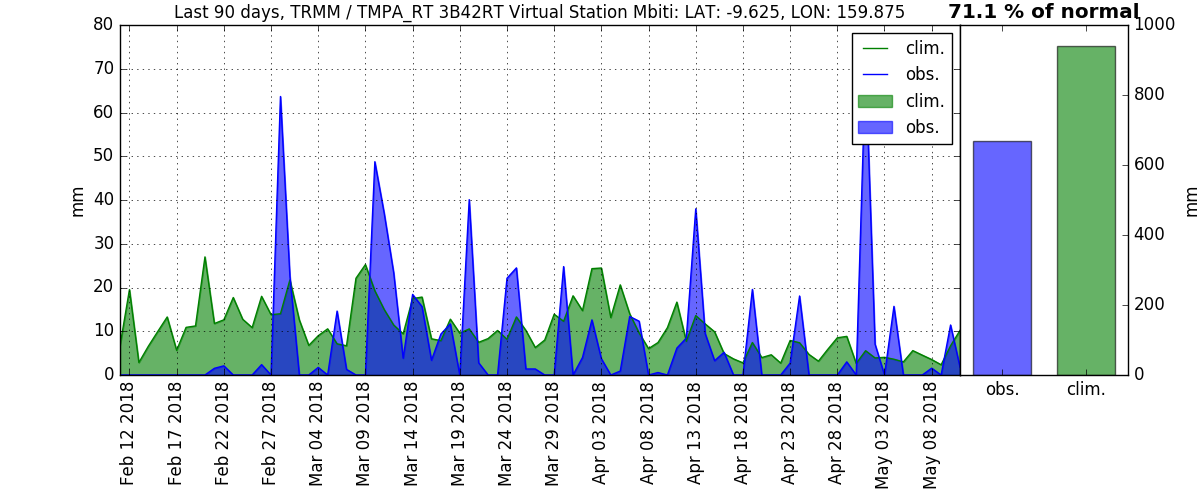 Last 90 days, TRMM / TMPA_RT 3B42RT Virtual Station Mbiti: LAT: -9.625, LON: 159.875
71.1 % of normal
80
70
60
50
40
30
20
10
0
mm
clim.
obs.
clim.
obs.
Feb 12 2018
Feb 17 2018
Feb 22 2018
Feb 27 2018
Mar 04 2018
Mar 09 2018
Mar 14 2018
Mar 19 2018
Mar 24 2018
Mar 29 2018
Apr 03 2018
Apr 08 2018
Apr 13 2018
Apr 18 2018
Apr 23 2018
Apr 28 2018
May 03 2018
May 08 2018
1000
800
600
400
200
0
mm
obs.
clim.